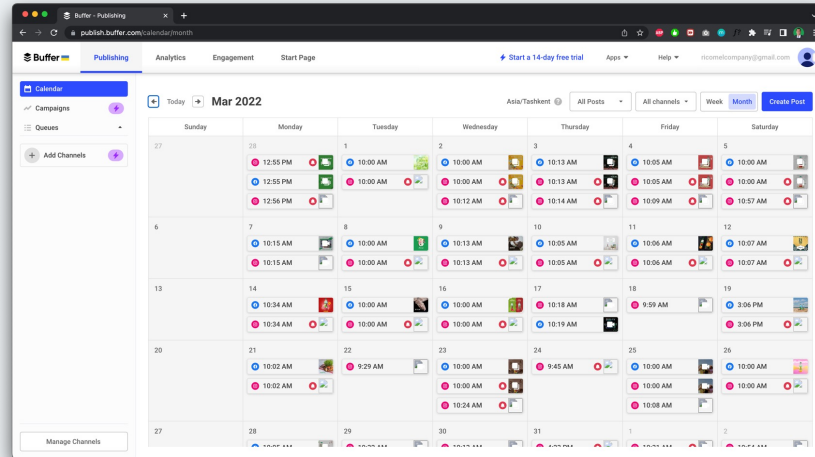 Buffer - Publishing
publish.buffer.com/calendar/month
Buffer Publishing Analytics Engagement Start Page Start a 14-day free trial Apps Help ricomelcompany@gmail.com
Calendar
Campaigns
Queues
Add Channels
Today Mar 2022 Asia/Tashkent All Posts All channels Week Month Create Post
Sunday Monday Tuesday Wednesday Thursday Friday Saturday
27 28 1 2 3 4 5
12:55 PM 10:00 AM 10:00 AM 10:13 AM 10:05 AM 10:00 AM
12:55 PM 10:00 AM 10:00 AM 10:13 AM 10:05 AM 10:00 AM
12:56 PM 10:12 AM 10:14 AM 10:09 AM 10:57 AM
6 7 8 9 10 11 12
10:15 AM 10:00 AM 10:13 AM 10:05 AM 10:06 AM 10:07 AM
10:15 AM 10:00 AM 10:13 AM 10:05 AM 10:06 AM 10:07 AM
13 14 15 16 17 18 19
10:34 AM 10:00 AM 10:00 AM 10:18 AM 9:59 AM 3:06 PM
10:34 AM 10:00 AM 10:00 AM 10:19 AM 3:06 PM
20 21 22 23 24 25 26
10:02 AM 9:29 AM 10:00 AM 9:45 AM 10:00 AM 10:00 AM
10:02 AM 10:00 AM 10:00 AM 10:00 AM
10:24 AM 10:08 AM
27 28 29 30 31 1 2
Manage Channels